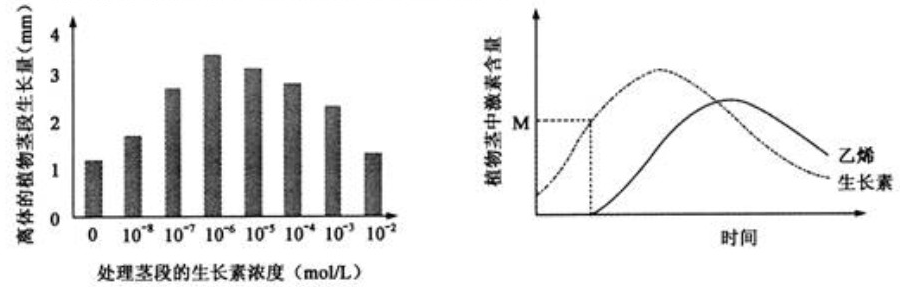 离体的植物茎段生长量（mm）
4
3
2
1
0
0 10⁻⁸ 10⁻⁷ 10⁻⁶ 10⁻⁵ 10⁻⁴ 10⁻³ 10⁻²
处理茎段的生长素浓度（mol/L）
植物茎中激素含量
M
乙烯
生长素
时间